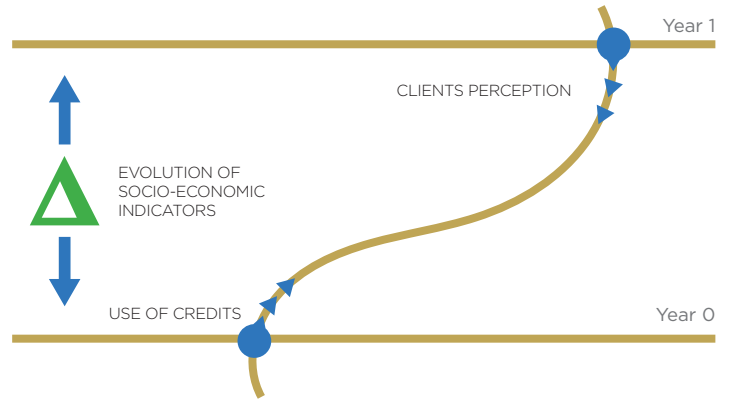 Year 1
CLIENTS PERCEPTION
EVOLUTION OF
SOCIO-ECONOMIC
INDICATORS
USE OF CREDITS
Year 0